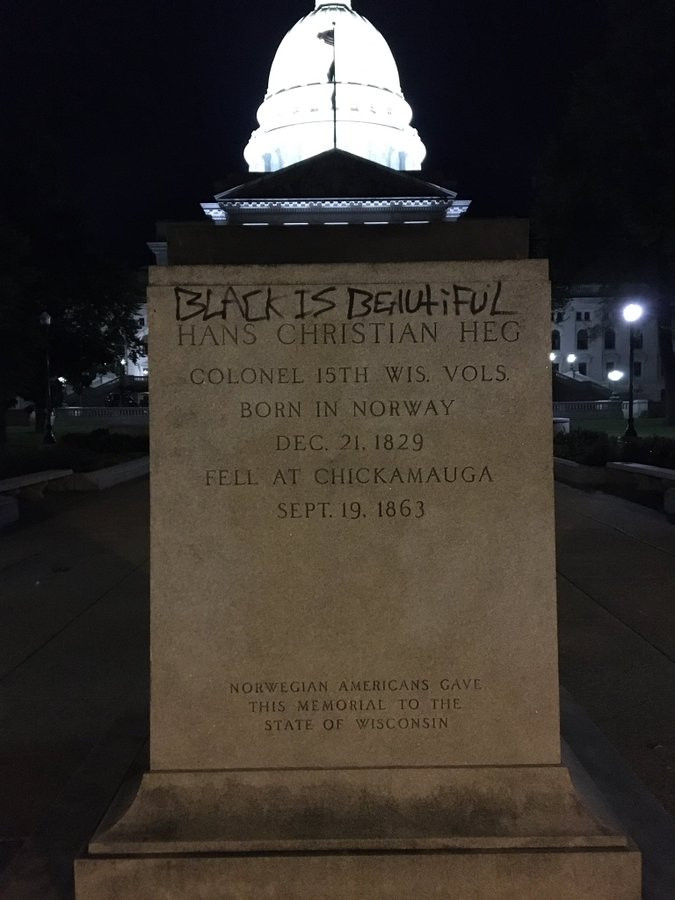 BLACK IS BEAUTiFUL
HANS CHRISTIAN HEG
COLONEL 15TH WIS. VOLS.
BORN IN NORWAY
DEC. 21, 1829
FELL AT CHICKAMAUGA
SEPT. 19, 1863
NORWEGIAN AMERICANS GAVE
THIS MEMORIAL TO THE
STATE OF WISCONSIN